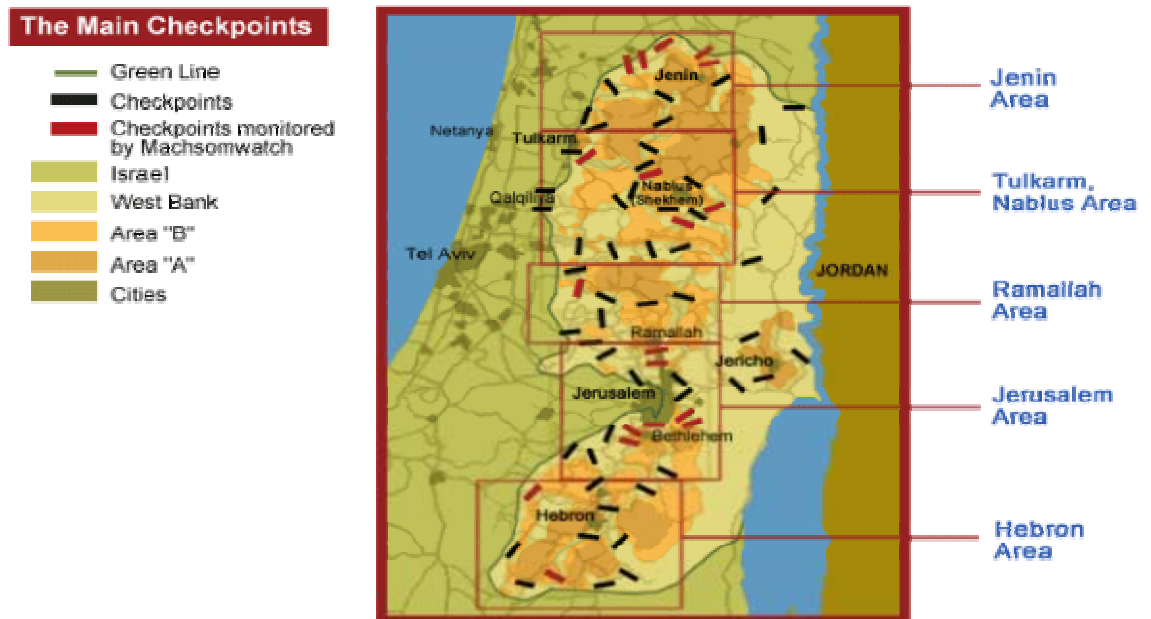 The Main Checkpoints
Green Line
Checkpoints
Checkpoints monitored
by Machsomwatch
Israel
West Bank
Area "B"
Area "A"
Cities
Jenin
Netanya
Tulkarm
Nablus
(Shekhem)
Qalqiliya
Tel Aviv
JORDAN
Ramallah
Jericho
Jerusalem
Bethlehem
Hebron
Jenin
Area
Tulkarm,
Nablus Area
Ramallah
Area
Jerusalem
Area
Hebron
Area